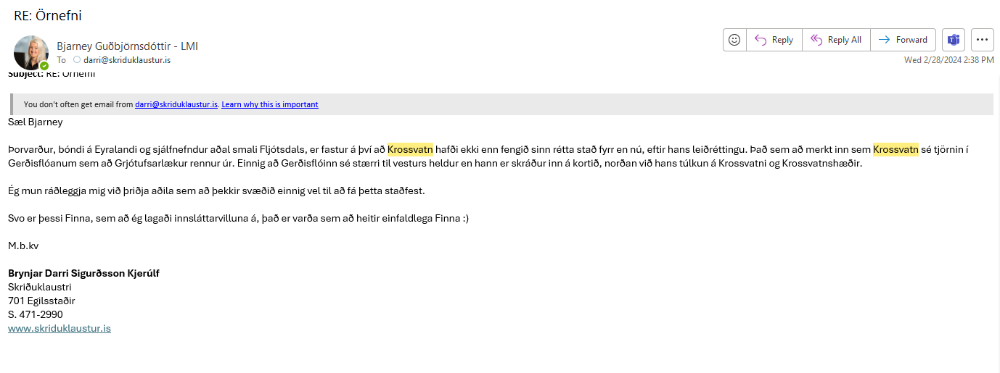 RE: Örnefni
Bjarney Guðbjörnsdóttir - LMI
To darri@skriduklaustur.is
Reply
Reply All
Forward
Wed 2/28/2024 2:38 PM
Subject: RE: Örnefni
You don't often get email from darri@skriduklaustur.is. Learn why this is important
Sæl Bjarney
Þorvarður, bóndi á Eyralandi og sjálfnefndur aðal smali Fljótsdals, er fastur á því að Krossvatn hafði ekki enn fengið sinn rétta stað fyrr en nú, eftir hans leiðréttingu. Það sem að merkt inn sem Krossvatn sé tjörnin í
Gerðisflóanum sem að Grjótufsarlækur rennur úr. Einnig að Gerðisflóinn sé stærri til vesturs heldur en hann er skráður inn á kortið, norðan við hans túlkun á Krossvatni og Krossvatnshæðir.
Ég mun ráðleggja mig við þriðja aðila sem að þekkir svæðið einnig vel til að fá þetta staðfest.
Svo er þessi Finna, sem að ég lagaði innsláttarvilluna á, það er varða sem að heitir einfaldlega Finna :)
M.b.kv
Brynjar Darri Sigurðsson Kjerúlf
Skriðuklaustri
701 Egilsstaðir
S. 471-2990
www.skriduklaustur.is